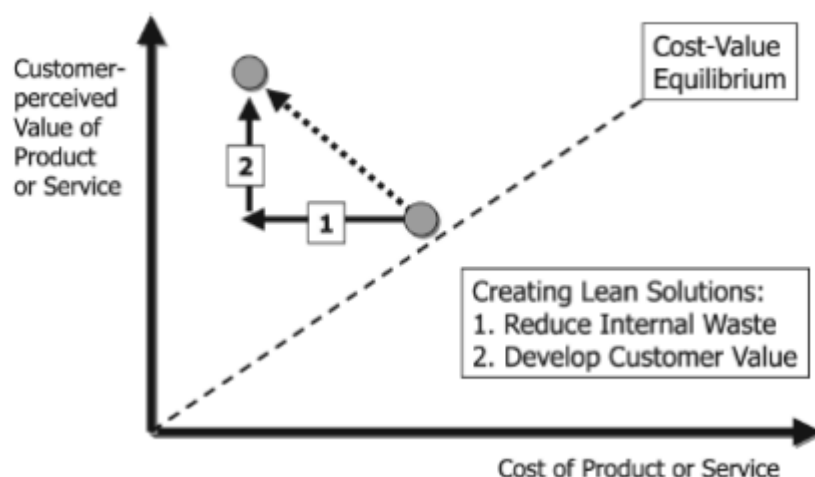 Customer-
perceived
Value of
Product
or Service
Cost-Value
Equilibrium
2
1
Creating Lean Solutions:
1. Reduce Internal Waste
2. Develop Customer Value
Cost of Product or Service